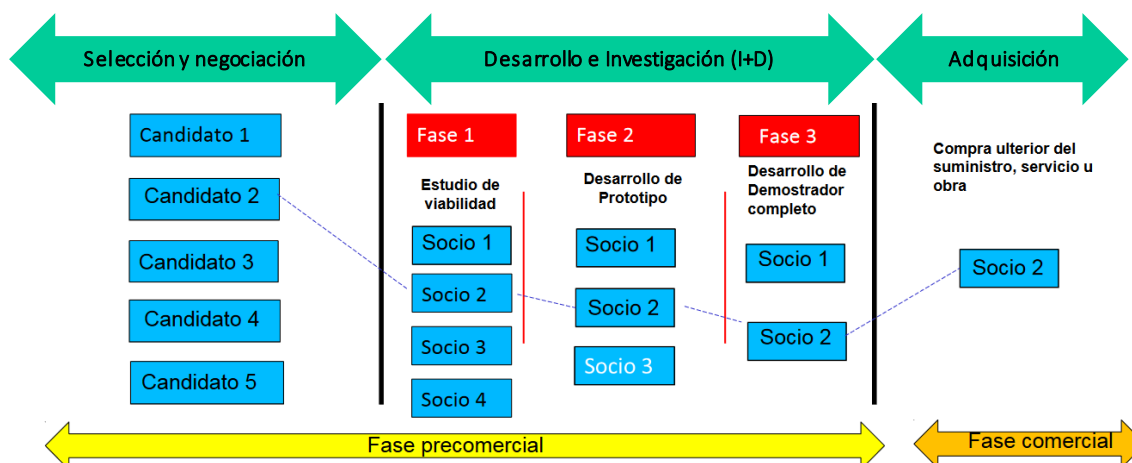 Selección y negociación
Desarrollo e Investigación (I+D)
Adquisición
Candidato 1
Candidato 2
Candidato 3
Candidato 4
Candidato 5
Fase 1
Estudio de
viabilidad
Socio 1
Socio 2
Socio 3
Socio 4
Fase 2
Desarrollo de
Prototipo
Socio 1
Socio 2
Socio 3
Fase 3
Desarrollo de
Demostrador
completo
Socio 1
Socio 2
Compra ulterior del
suministro, servicio u
obra
Socio 2
Fase precomercial
Fase comercial